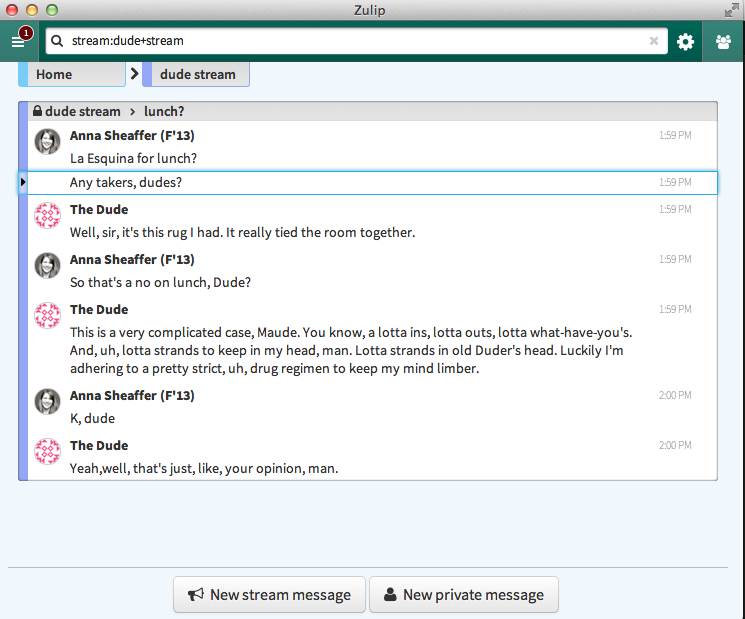 Zulip
1
stream:dude+stream
Home
dude stream
dude stream > lunch?
Anna Sheaffer (F'13) 1:59 PM
La Esquina for lunch?
Any takers, dudes? 1:59 PM
The Dude 1:59 PM
Well, sir, it's this rug I had. It really tied the room together.
Anna Sheaffer (F'13) 1:59 PM
So that's a no on lunch, Dude?
The Dude 1:59 PM
This is a very complicated case, Maude. You know, a lotta ins, lotta outs, lotta what-have-you's.
And, uh, lotta strands to keep in my head, man. Lotta strands in old Duder's head. Luckily I'm
adhering to a pretty strict, uh, drug regimen to keep my mind limber.
Anna Sheaffer (F'13) 2:00 PM
K, dude
The Dude 2:00 PM
Yeah,well, that's just, like, your opinion, man.
New stream message
New private message